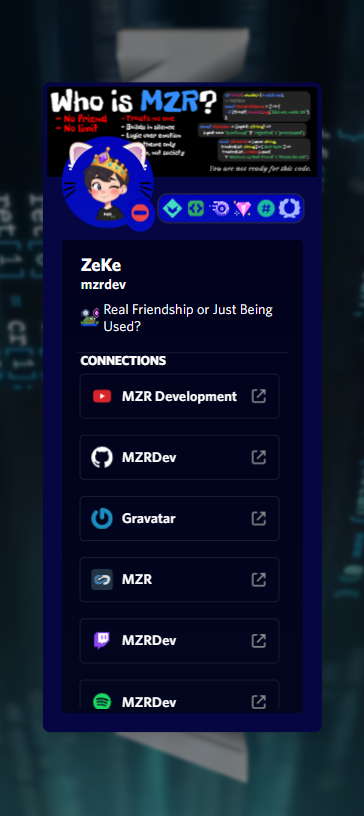 Who is MZR?
- No Friend
- No limit
- Trusts no one
- Builds in silence
- Logic over emotion
You are not ready for this code.
ZeKe
mzrdev
Real Friendship or Just Being
Used?
CONNECTIONS
MZR Development
MZRDev
Gravatar
MZR
MZRDev
MZRDev